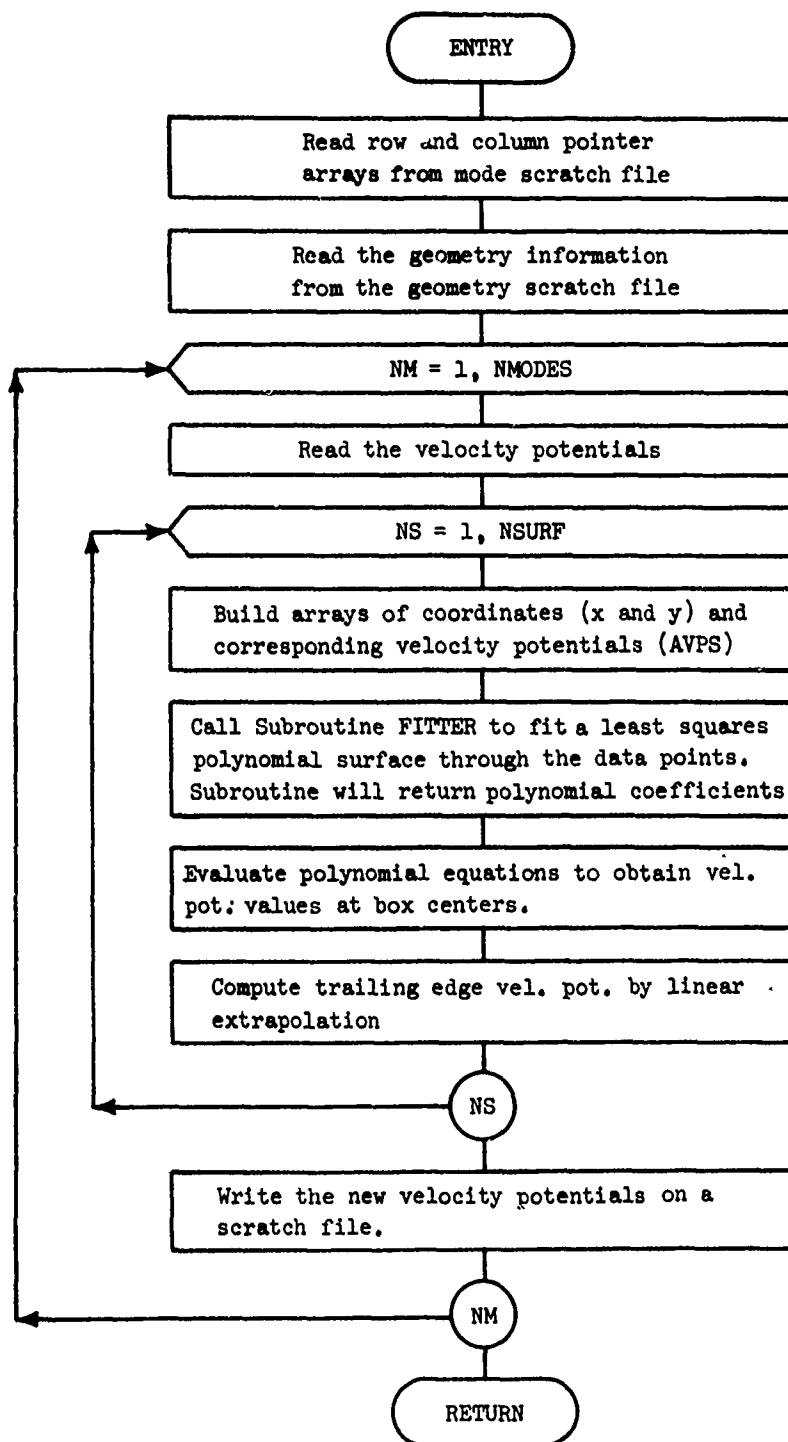 ENTRY
Read row and column pointer
arrays from mode scratch file
Read the geometry information
from the geometry scratch file
NM = 1, NMODES
Read the velocity potentials
NS = 1, NSURF
Build arrays of coordinates (x and y) and
corresponding velocity potentials (AVPS)
Call Subroutine FITTER to fit a least squares
polynomial surface through the data points.
Subroutine will return polynomial coefficients
Evaluate polynomial equations to obtain vel.
pot. values at box centers.
Compute trailing edge vel. pot. by linear
extrapolation
NS
Write the new velocity potentials on a
scratch file.
NM
RETURN